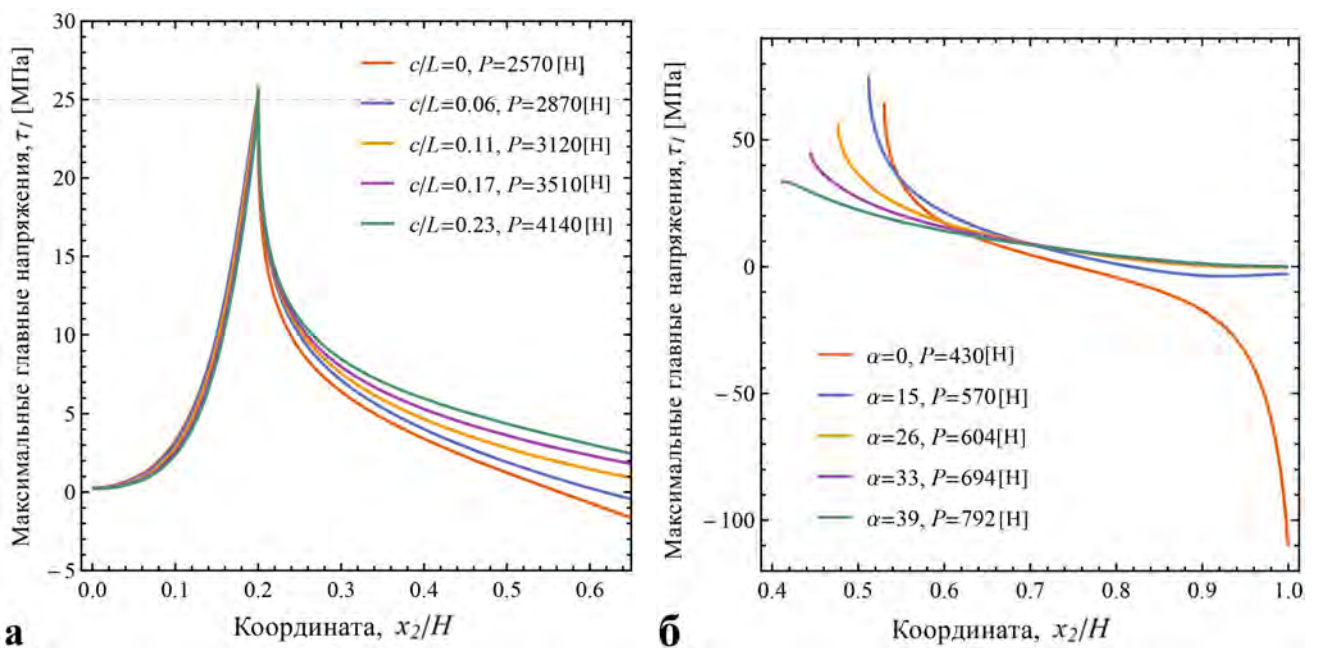 Максимальные главные напряжения, τ₁ [МПа]
30
25
20
15
10
5
0
−5
c/L=0, P=2570[Н]
c/L=0.06, P=2870[Н]
c/L=0.11, P=3120[Н]
c/L=0.17, P=3510[Н]
c/L=0.23, P=4140[Н]
0.0 0.1 0.2 0.3 0.4 0.5 0.6
Координата, x₂/H
а
Максимальные главные напряжения, τ₁ [МПа]
50
0
−50
−100
α=0, P=430[Н]
α=15, P=570[Н]
α=26, P=604[Н]
α=33, P=694[Н]
α=39, P=792[Н]
0.4 0.5 0.6 0.7 0.8 0.9 1.0
Координата, x₂/H
б